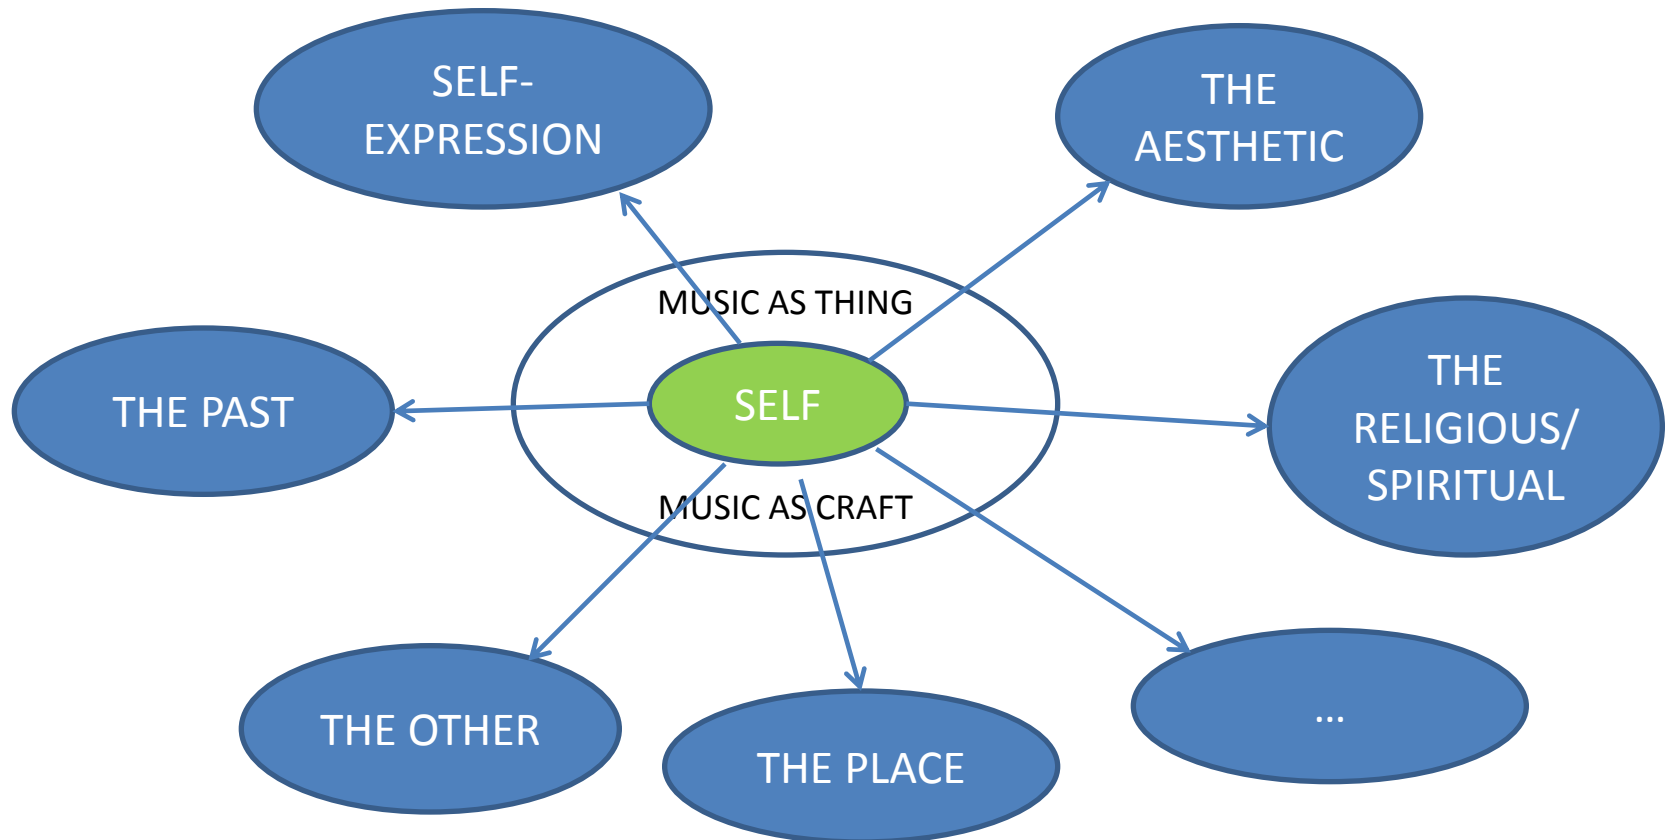 SELF-
EXPRESSION
THE
AESTHETIC
MUSIC AS THING
THE PAST
SELF
THE
RELIGIOUS/
SPIRITUAL
MUSIC AS CRAFT
THE OTHER
THE PLACE
...